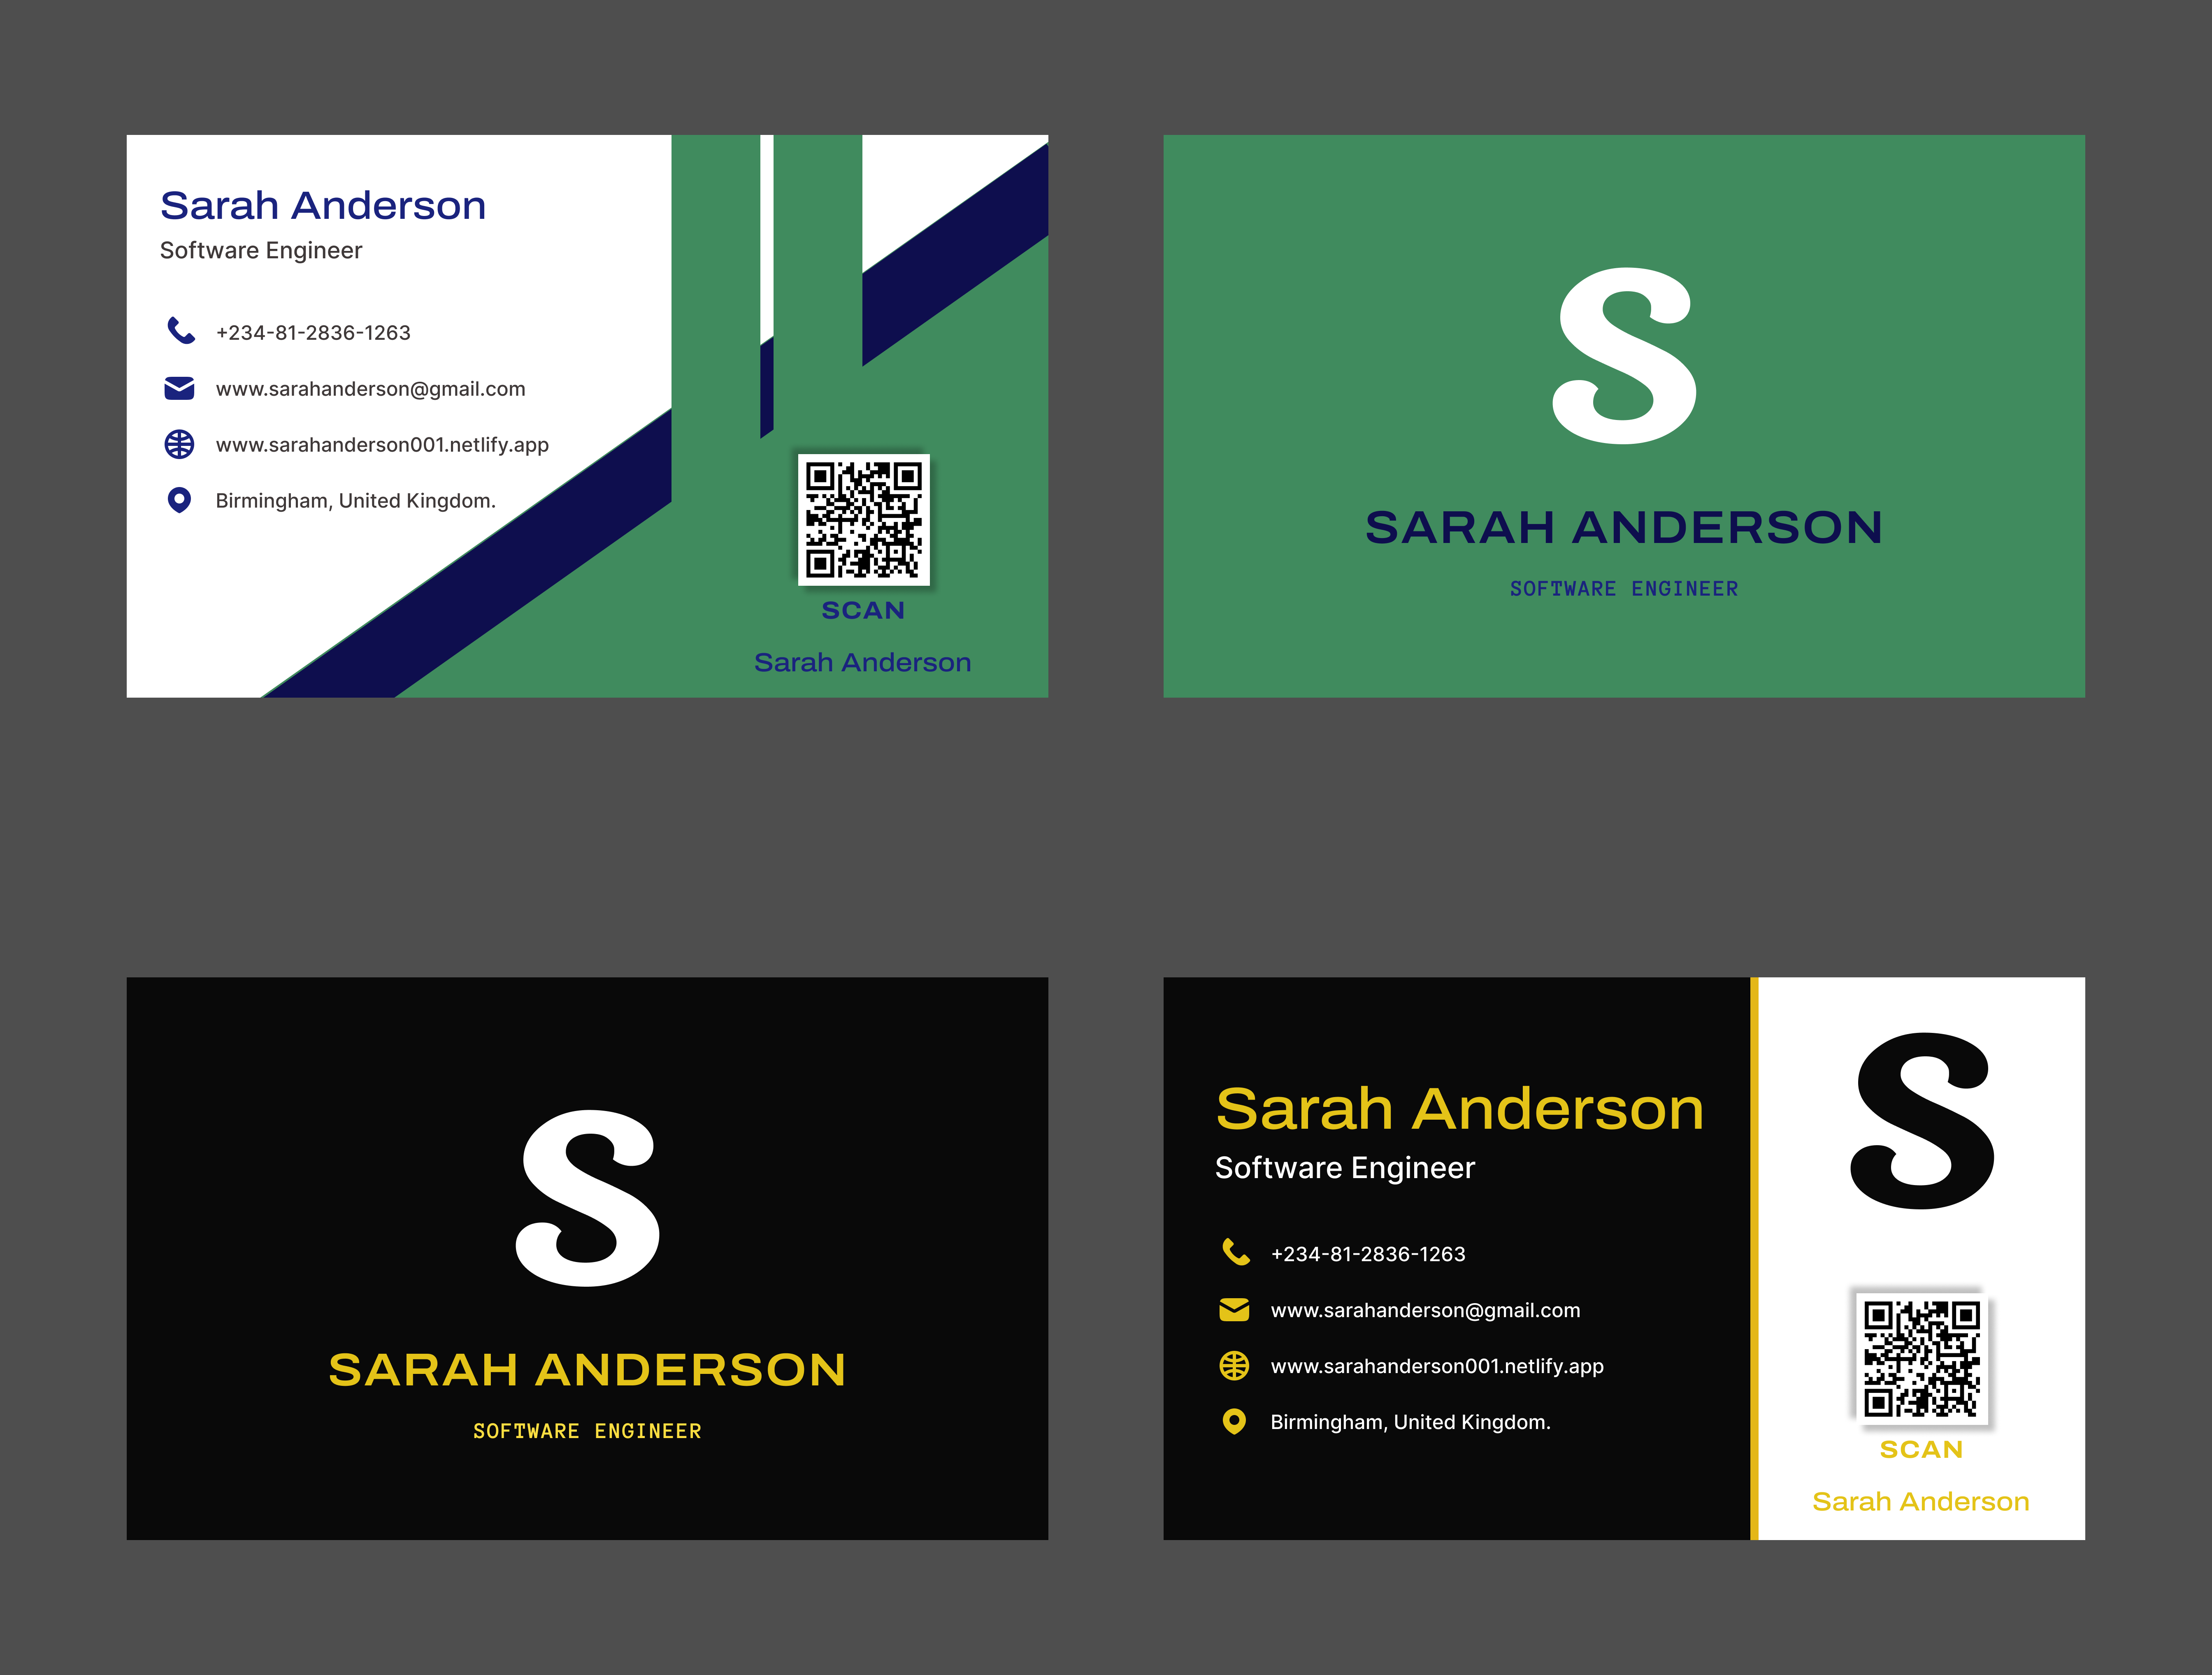 Sarah Anderson
Software Engineer
+234-81-2836-1263
www.sarahanderson@gmail.com
www.sarahanderson001.netlify.app
Birmingham, United Kingdom.
SCAN
Sarah Anderson
S
SARAH ANDERSON
SOFTWARE ENGINEER
S
SARAH ANDERSON
SOFTWARE ENGINEER
Sarah Anderson
Software Engineer
+234-81-2836-1263
www.sarahanderson@gmail.com
www.sarahanderson001.netlify.app
Birmingham, United Kingdom.
S
SCAN
Sarah Anderson